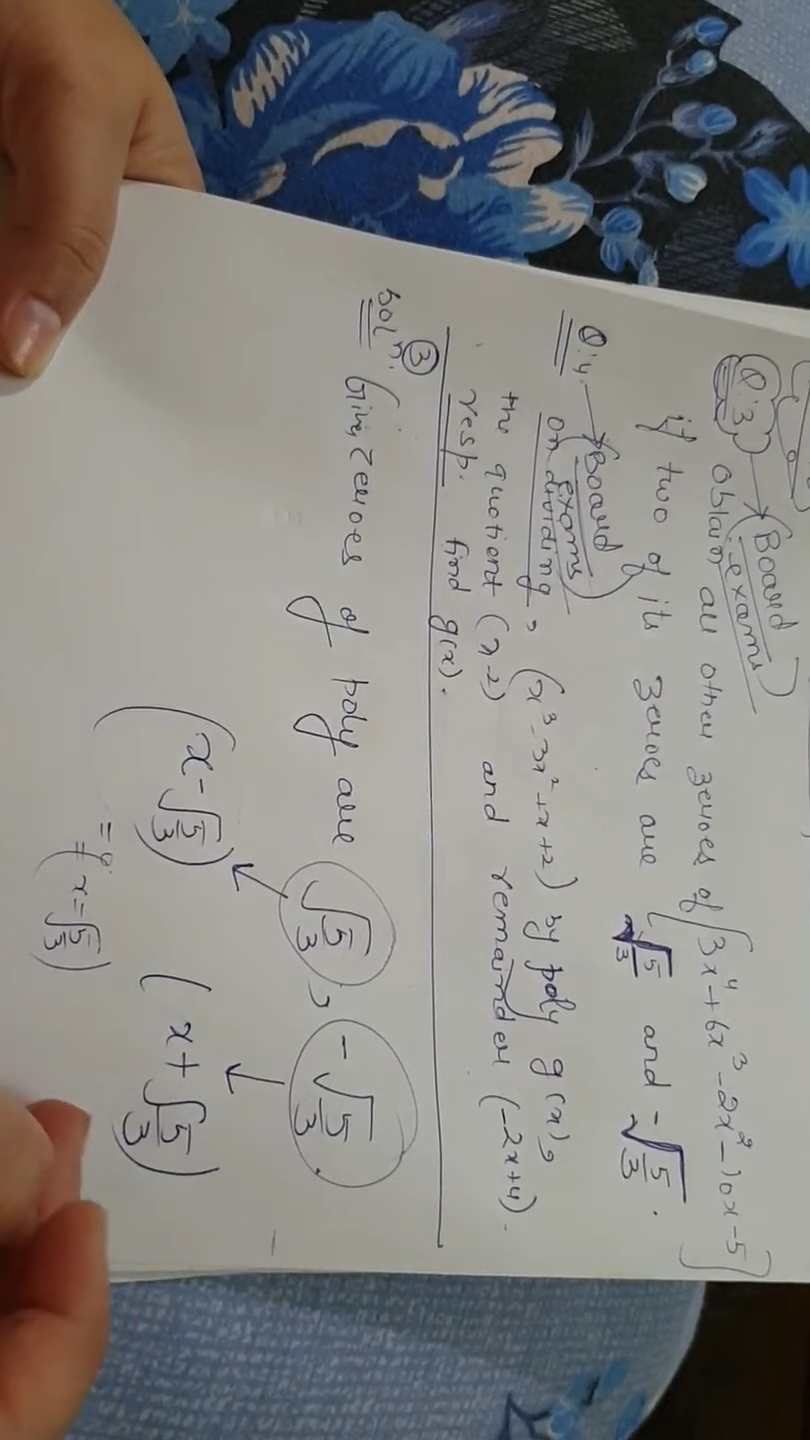 Q.3, → *(Board exams)
obtain all other zeroes of [3x⁴+6x³-2x²-10x-5]
if two of its zeroes are √5/3 and -√5/3.
Q.4. → *(Board exams)
on dividing, (x³-3x²+x+2) by poly g(x),
the quotient (x-2) and remainder (-2x+4).
resp. find g(x).
Solⁿ. ③
Given, zeroes of poly are √5/3, -√5/3.
(x-√5/3) (x+√5/3)
= 0
= (x=√5/3)